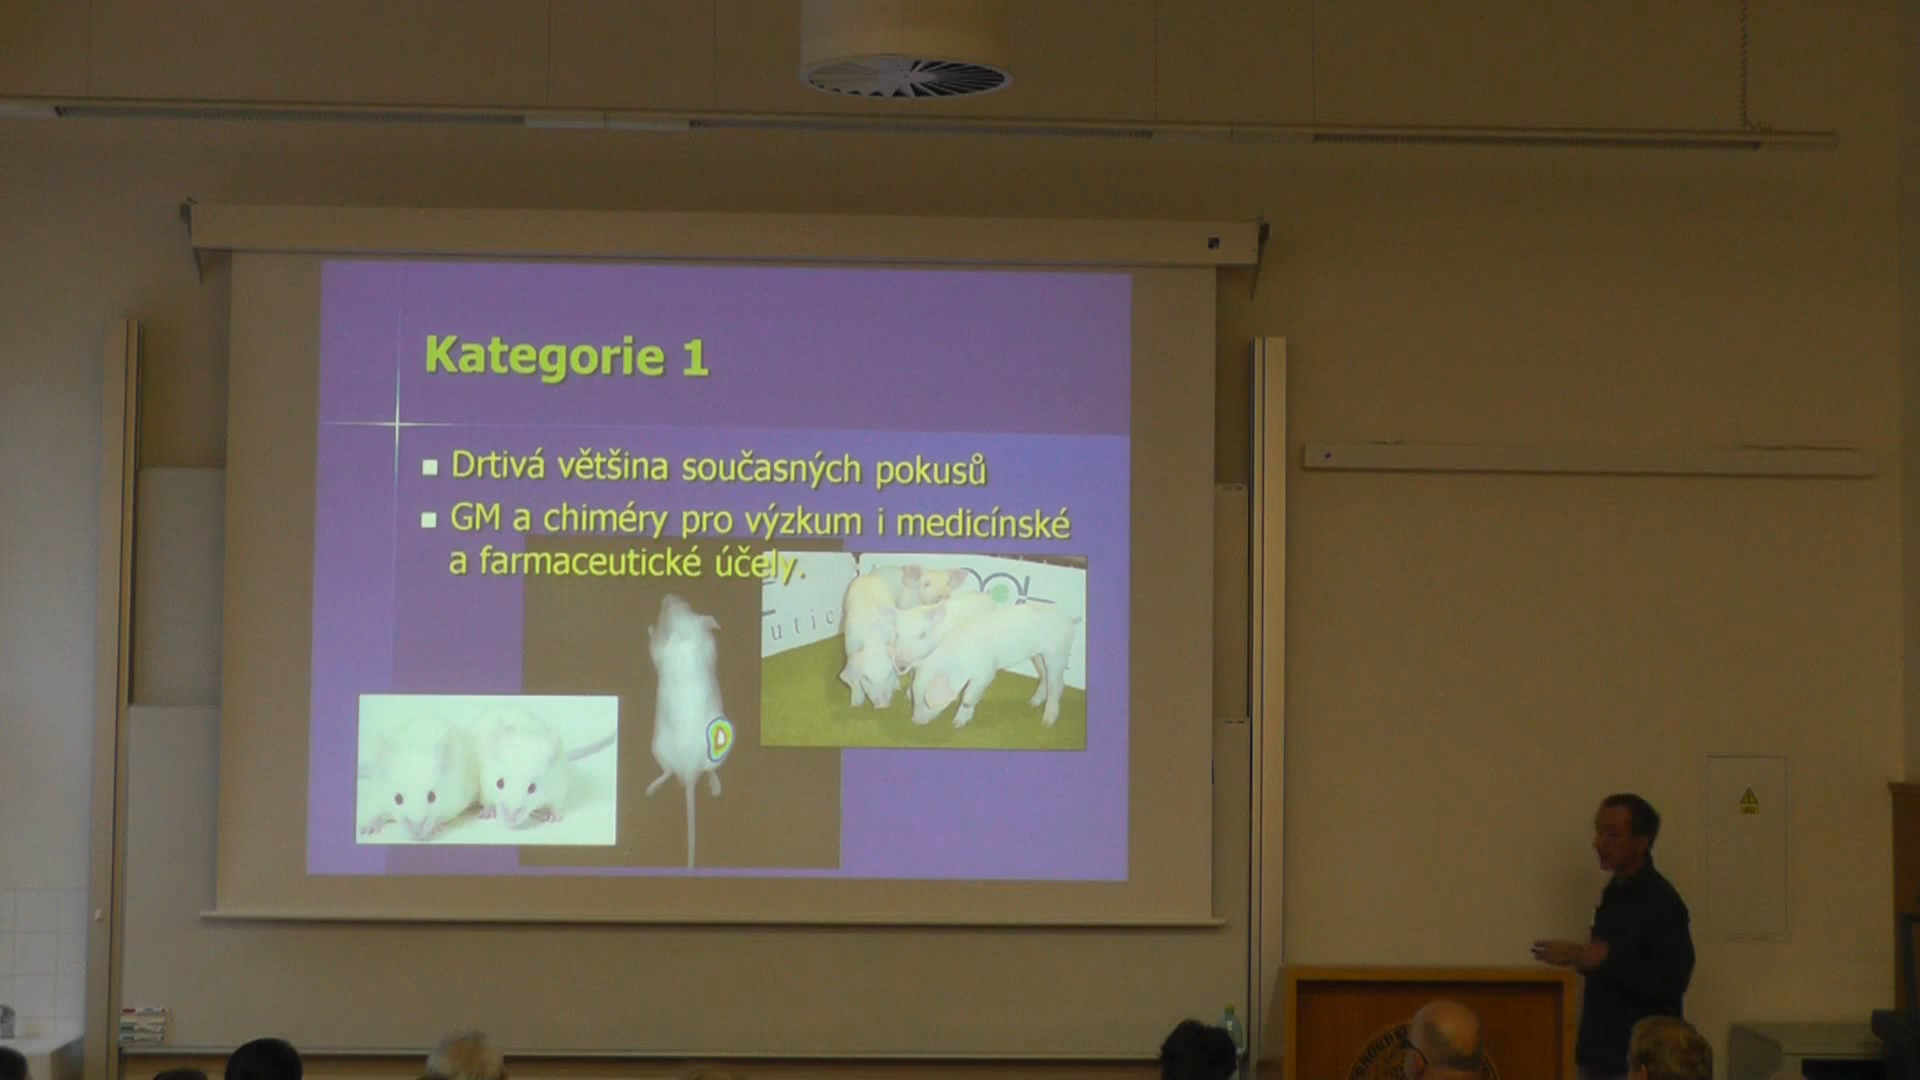 Kategorie 1
Drtivá většina současných pokusů
GM a chiméry pro výzkum i medicínské
a farmaceutické účely.